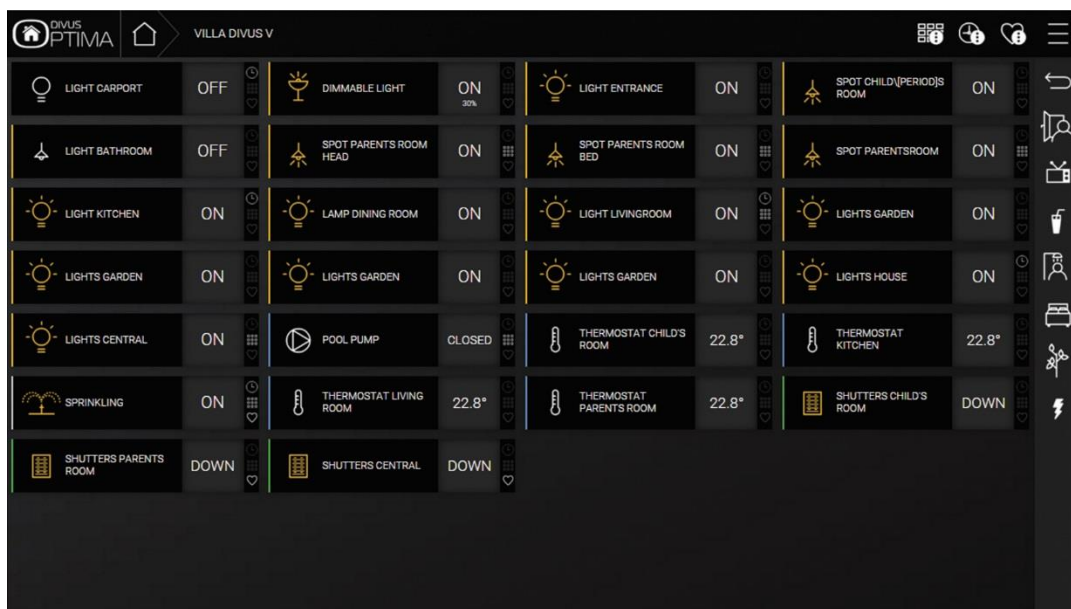 DIVUS
OPTIMA
VILLA DIVUS V
LIGHT CARPORT
OFF
DIMMABLE LIGHT
ON
30%
LIGHT ENTRANCE
ON
SPOT CHILD\[PERIOD]S
ROOM
ON
LIGHT BATHROOM
OFF
SPOT PARENTS ROOM
HEAD
ON
SPOT PARENTS ROOM
BED
ON
SPOT PARENTSROOM
ON
LIGHT KITCHEN
ON
LAMP DINING ROOM
ON
LIGHT LIVINGROOM
ON
LIGHTS GARDEN
ON
LIGHTS GARDEN
ON
LIGHTS GARDEN
ON
LIGHTS GARDEN
ON
LIGHTS HOUSE
ON
LIGHTS CENTRAL
ON
POOL PUMP
CLOSED
THERMOSTAT CHILD'S
ROOM
22.8°
THERMOSTAT
KITCHEN
22.8°
SPRINKLING
ON
THERMOSTAT LIVING
ROOM
22.8°
THERMOSTAT
PARENTS ROOM
22.8°
SHUTTERS CHILD'S
ROOM
DOWN
SHUTTERS PARENTS
ROOM
DOWN
SHUTTERS CENTRAL
DOWN